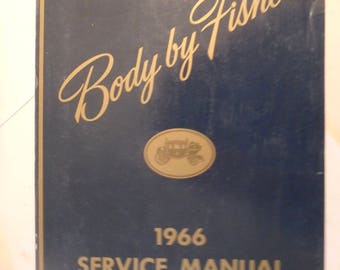 Body by Fishe
1966
SERVICE MANUAL